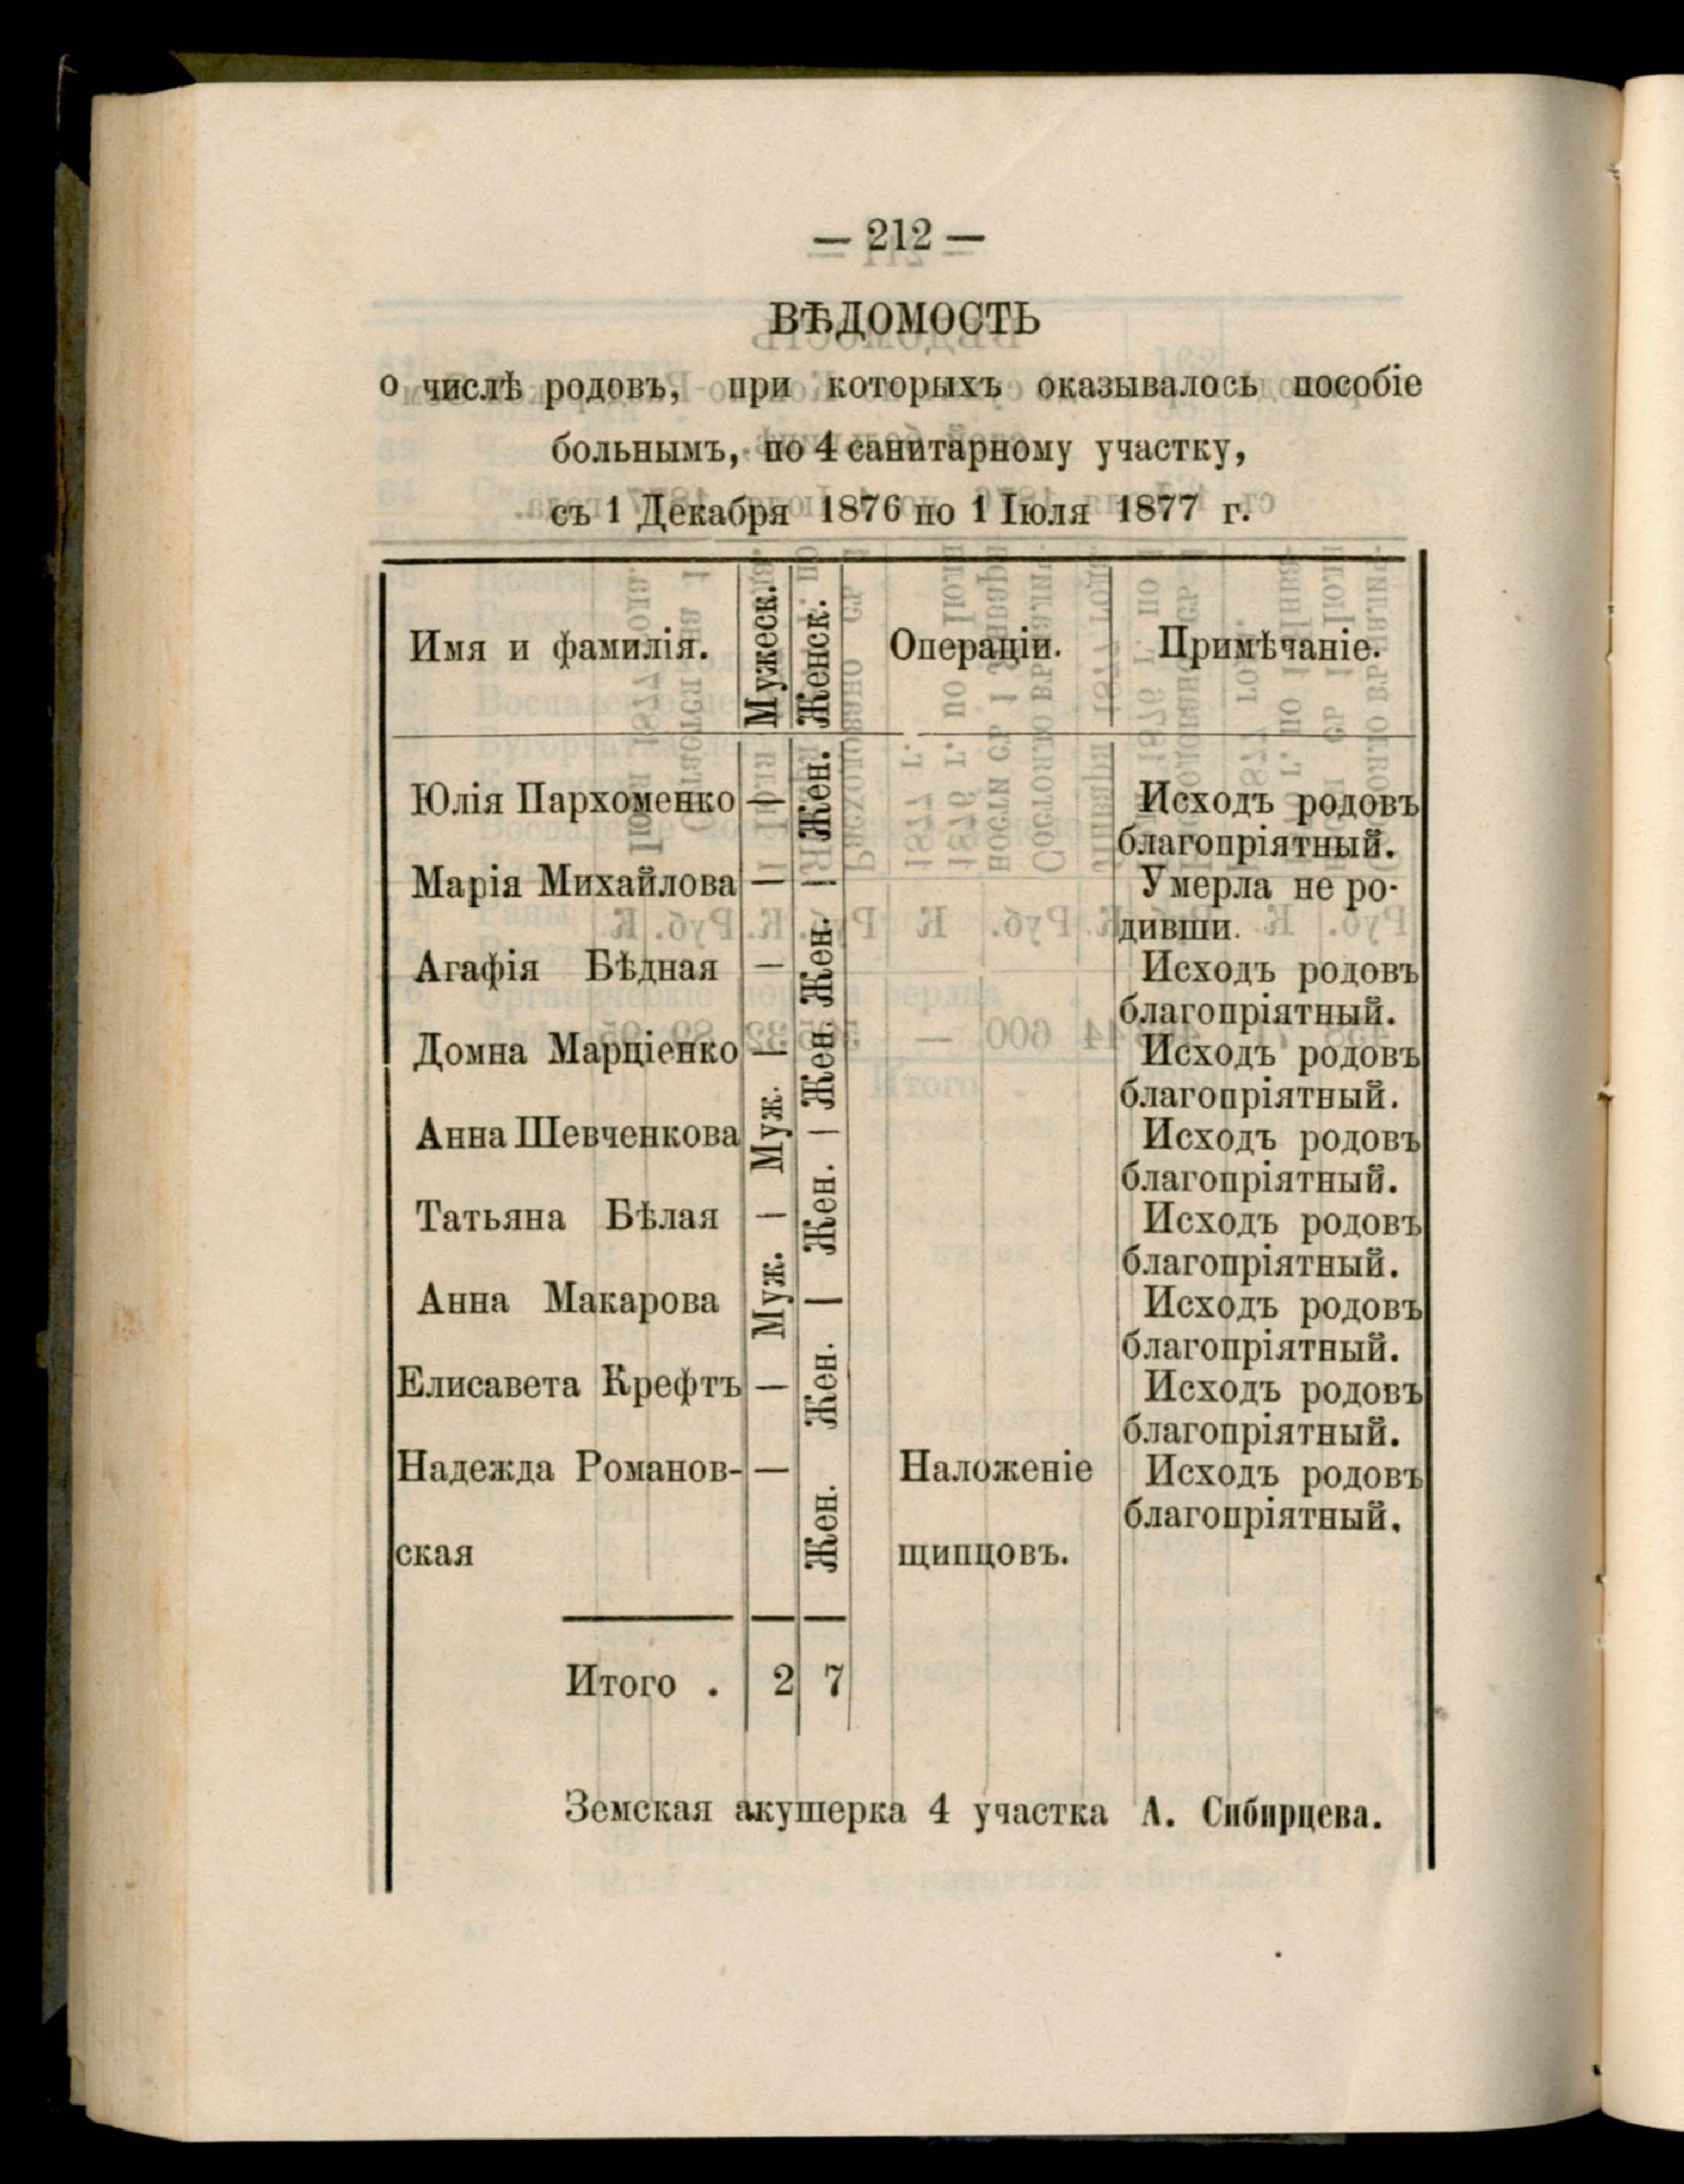 — 212 —
ВѢДОМОСТЬ
о числѣ родовъ, при которыхъ оказывалось пособіе
больнымъ, по 4 санитарному участку,
съ 1 Декабря 1876 по 1 Іюля 1877 г.
Имя и фамилія. Мужеск. Женск. Операціи. Примѣчаніе.
Юлія Пархоменко — Жен. Исходъ родовъ
благопріятный.
Марія Михайлова — — Умерла не ро-
дивши.
Агафія Бѣдная — Жен. Исходъ родовъ
благопріятный.
Домна Марціенко — Жен. Исходъ родовъ
благопріятный.
Анна Шевченкова Муж. — Исходъ родовъ
благопріятный.
Татьяна Бѣлая — Жен. Исходъ родовъ
благопріятный.
Анна Макарова Муж. — Исходъ родовъ
благопріятный.
Елисавета Крефтъ — Жен. Исходъ родовъ
благопріятный.
Надежда Романов- — Жен. Наложеніе Исходъ родовъ
благопріятный.
ская щипцовъ.
Итого . 2 7
Земская акушерка 4 участка А. Сибирцева.